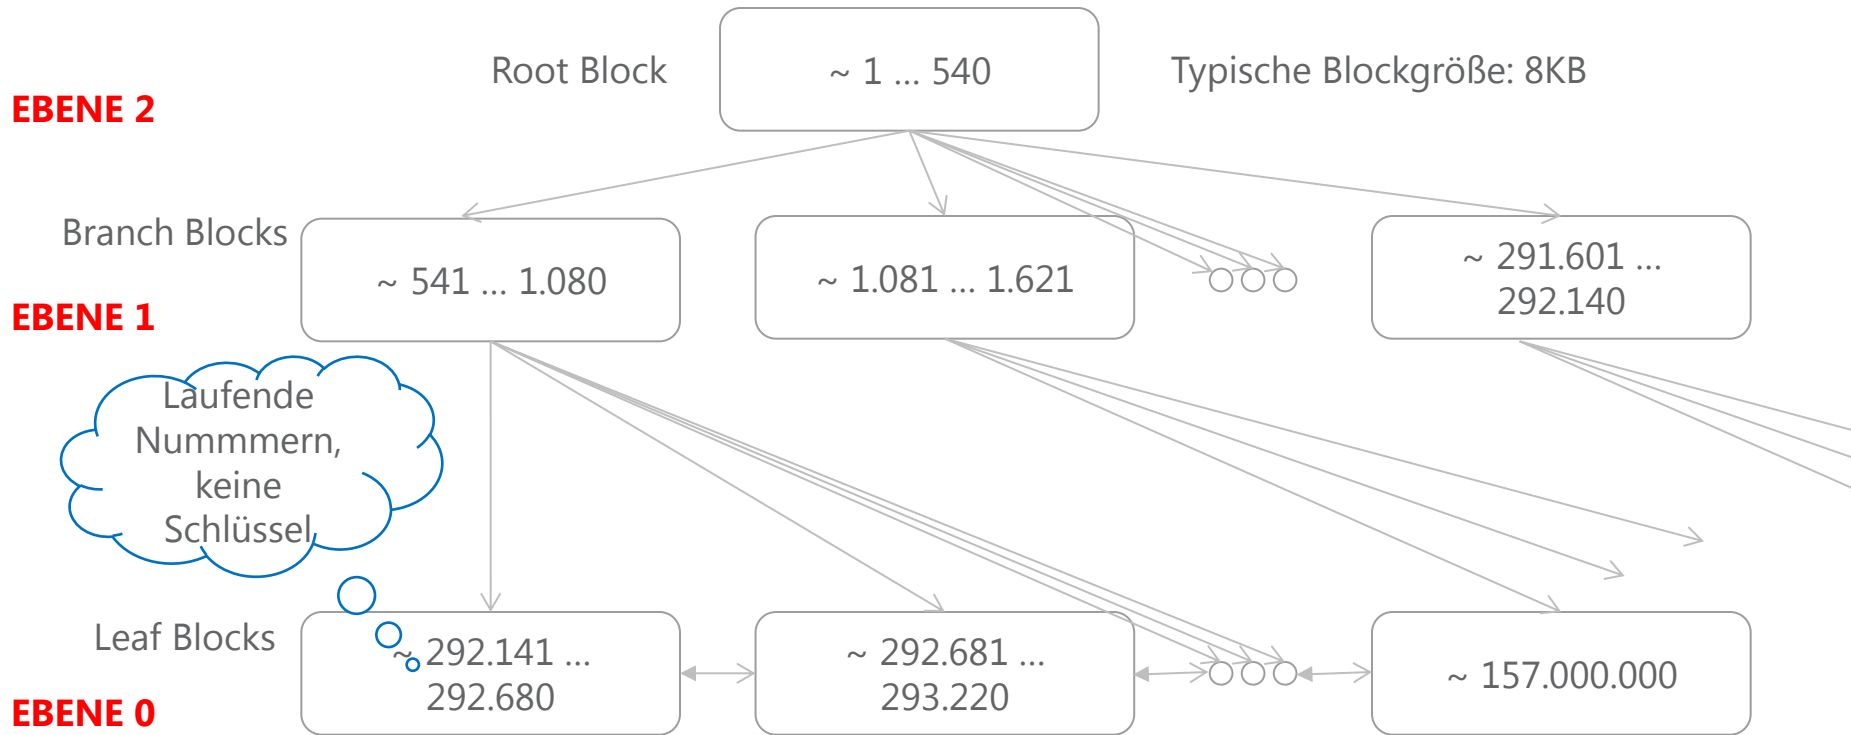 Root Block
~ 1 ... 540
Typische Blockgröße: 8KB
EBENE 2
Branch Blocks
~ 541 ... 1.080
~ 1.081 ... 1.621
~ 291.601 ...
292.140
EBENE 1
Laufende
Nummmern,
keine
Schlüssel
Leaf Blocks
~ 292.141 ...
292.680
~ 292.681 ...
293.220
~ 157.000.000
EBENE 0